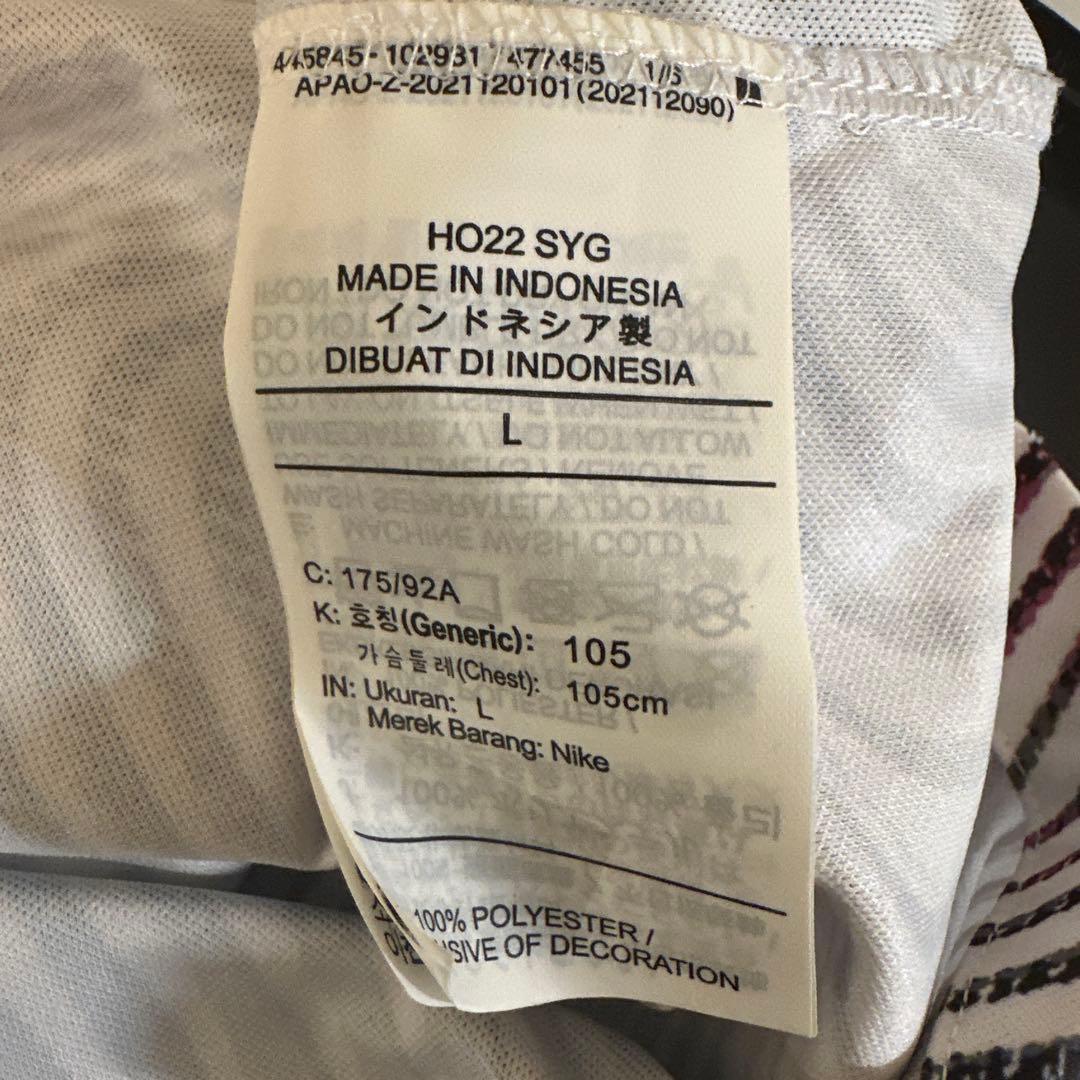 445845-102931 / 477455 / 1/6
APAO-Z-2021120101(202112090)
HO22 SYG
MADE IN INDONESIA
インドネシア製
DIBUAT DI INDONESIA
L
C: 175/92A
K: 호칭(Generic): 105
가슴둘레(Chest): 105cm
IN: Ukuran: L
Merek Barang: Nike
100% POLYESTER /
SIVE OF DECORATION